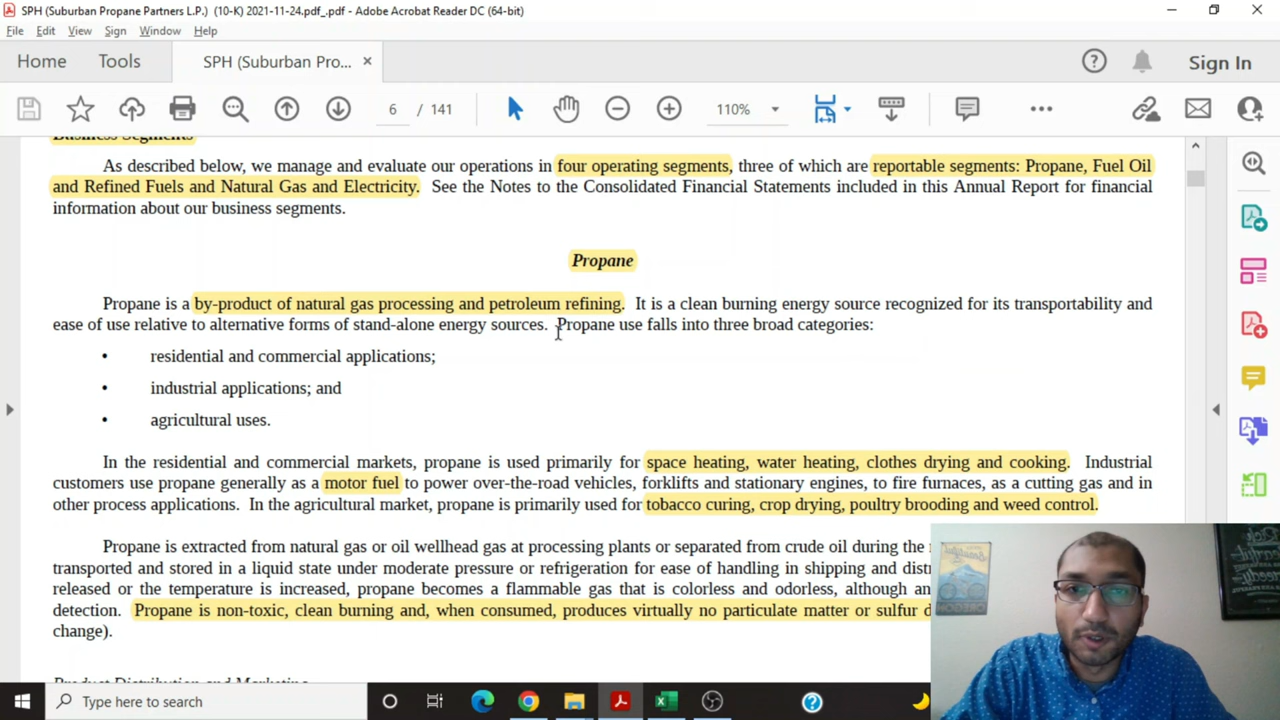 SPH (Suburban Propane Partners L.P.) (10-K) 2021-11-24.pdf_.pdf - Adobe Acrobat Reader DC (64-bit)
File Edit View Sign Window Help
Home Tools SPH (Suburban Pro... × Sign In
6 / 141 110%
Business Segments
As described below, we manage and evaluate our operations in four operating segments, three of which are reportable segments: Propane, Fuel Oil
and Refined Fuels and Natural Gas and Electricity. See the Notes to the Consolidated Financial Statements included in this Annual Report for financial
information about our business segments.
Propane
Propane is a by-product of natural gas processing and petroleum refining. It is a clean burning energy source recognized for its transportability and
ease of use relative to alternative forms of stand-alone energy sources. Propane use falls into three broad categories:
• residential and commercial applications;
• industrial applications; and
• agricultural uses.
In the residential and commercial markets, propane is used primarily for space heating, water heating, clothes drying and cooking. Industrial
customers use propane generally as a motor fuel to power over-the-road vehicles, forklifts and stationary engines, to fire furnaces, as a cutting gas and in
other process applications. In the agricultural market, propane is primarily used for tobacco curing, crop drying, poultry brooding and weed control.
Propane is extracted from natural gas or oil wellhead gas at processing plants or separated from crude oil during the
transported and stored in a liquid state under moderate pressure or refrigeration for ease of handling in shipping and
released or the temperature is increased, propane becomes a flammable gas that is colorless and odorless, although
detection. Propane is non-toxic, clean burning and, when consumed, produces virtually no particulate matter or sulfur
change).
Product Distribution and Marketing
Type here to search
OREGON